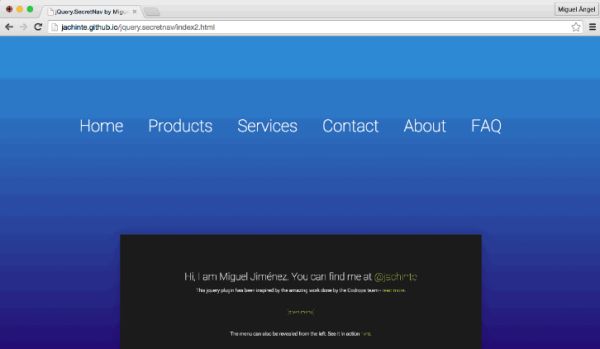 jQuery.SecretNav by Migu
Miguel Ángel
jachinte.github.io/jquery.secretnav/index2.html
Home Products Services Contact About FAQ
Hi, I am Miguel Jiménez. You can find me at @jachinte
This jquery plugin has been inspired by the amazing work done by the Codrops team - read more.
The menu can also be revealed from the left. See it in action here.